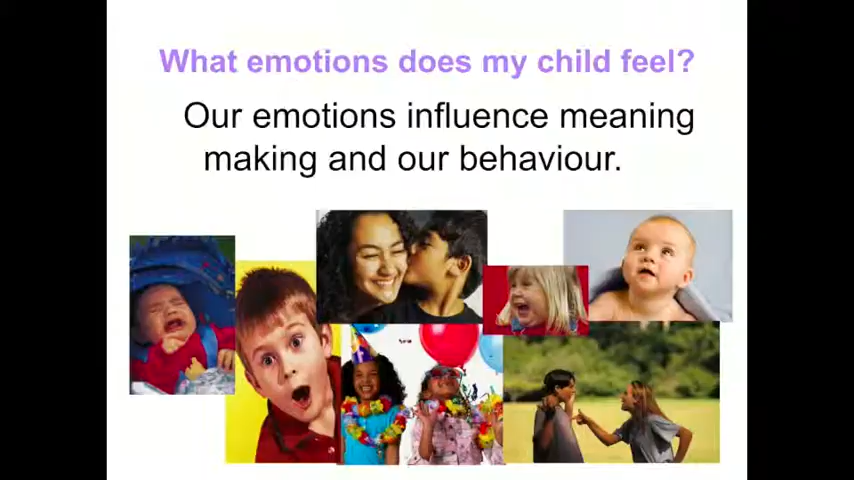 What emotions does my child feel?
Our emotions influence meaning
making and our behaviour.